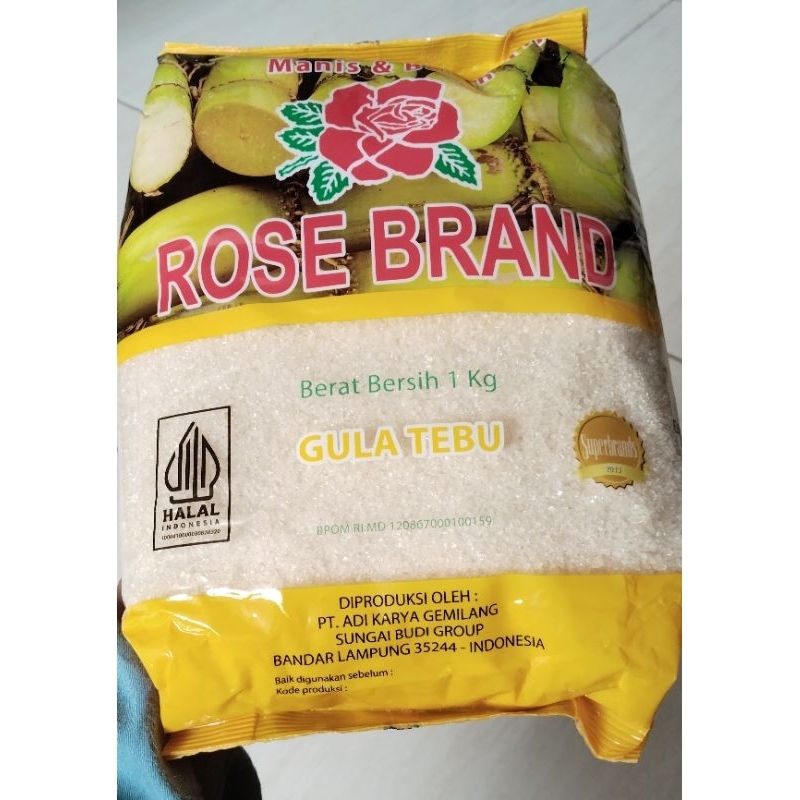 Manis &
ROSE BRAND
Berat Bersih 1 Kg
GULA TEBU
Superbrands
HALAL
INDONESIA
BPOM RI MD 120867000100159
DIPRODUKSI OLEH :
PT. ADI KARYA GEMILANG
SUNGAI BUDI GROUP
BANDAR LAMPUNG 35244 - INDONESIA
Baik digunakan sebelum :
Kode produksi :